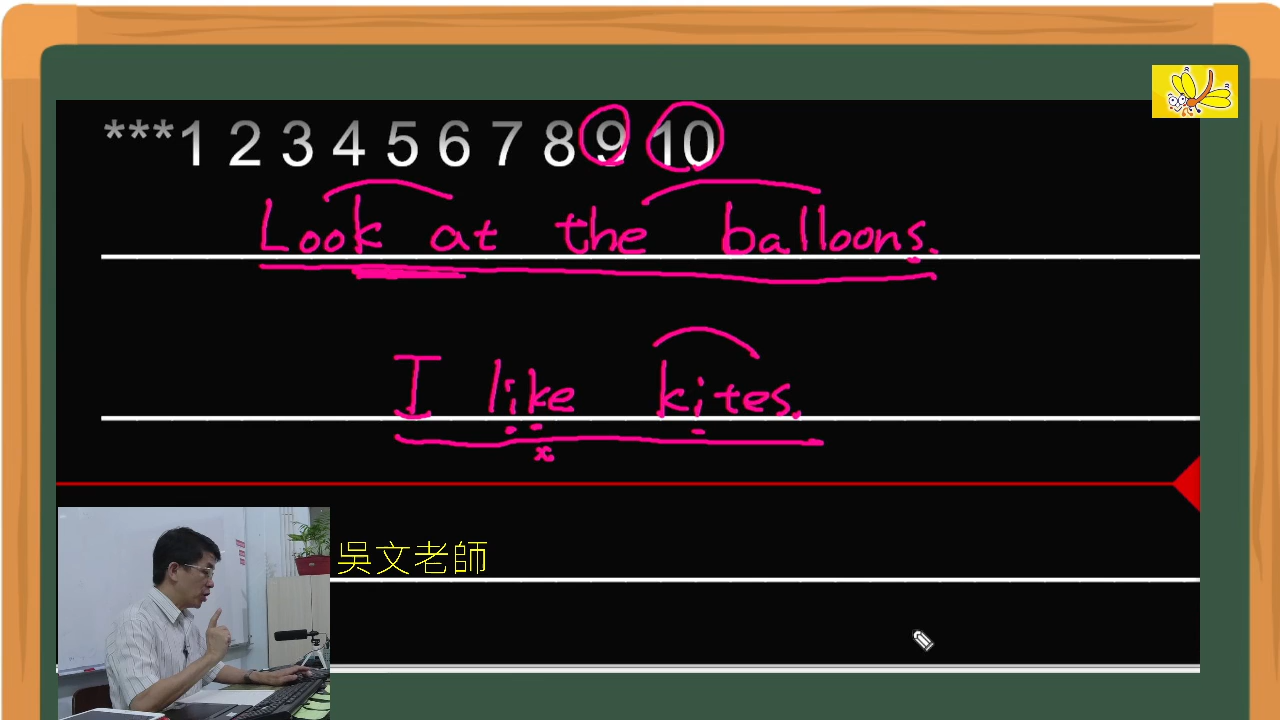 ***1 2 3 4 5 6 7 8 9 10
Look at the balloons.
I like kites.
x
吳文老師